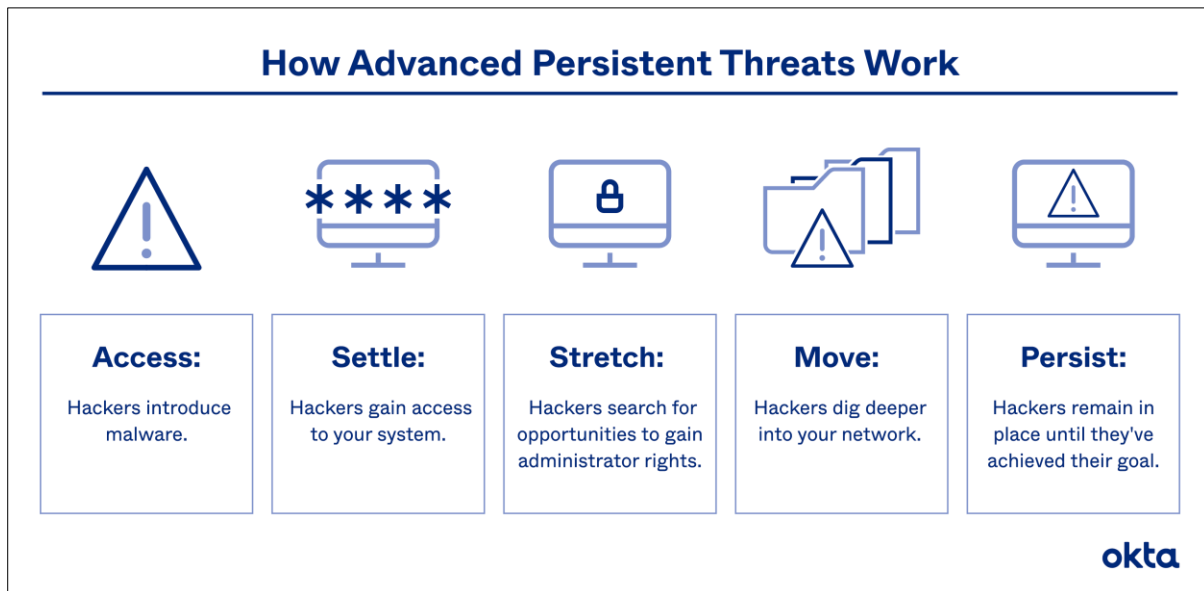 How Advanced Persistent Threats Work
****
Access:
Hackers introduce
malware.
Settle:
Hackers gain access
to your system.
Stretch:
Hackers search for
opportunities to gain
administrator rights.
Move:
Hackers dig deeper
into your network.
Persist:
Hackers remain in
place until they've
achieved their goal.
okta